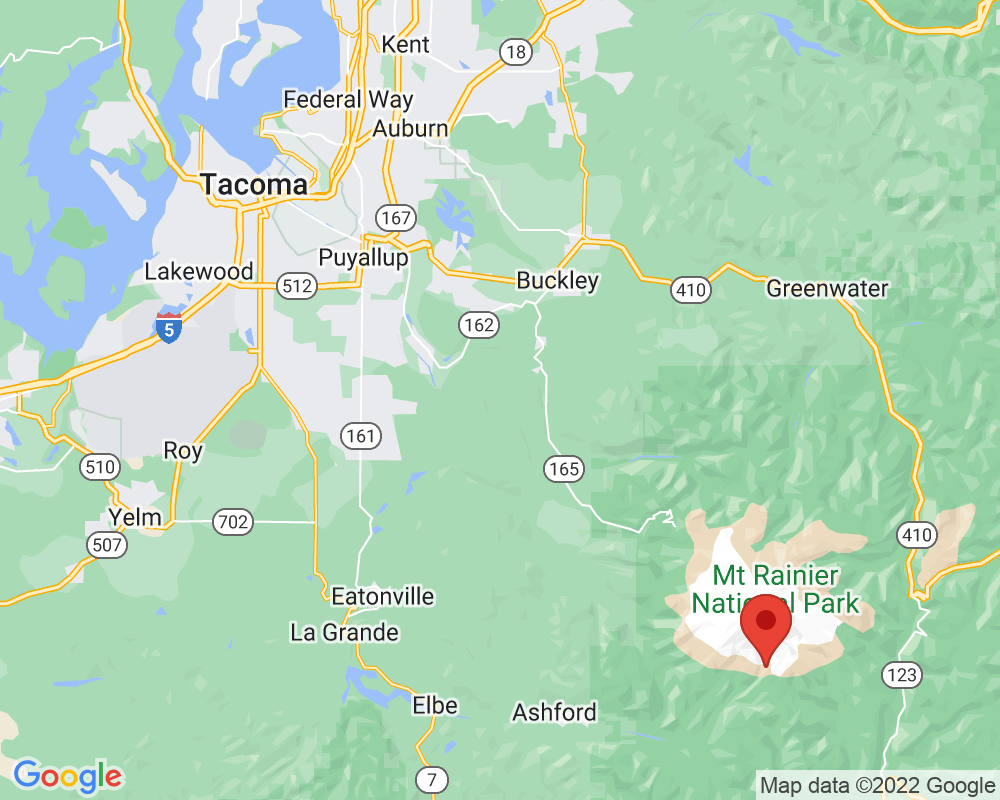 Kent
18
Federal Way
Auburn
Tacoma
167
Puyallup
Lakewood
512
Buckley
410
Greenwater
5
162
161
Roy
510
165
Yelm
702
507
410
Mt Rainier
National Park
Eatonville
La Grande
123
Elbe
Ashford
7
Google
Map data ©2022 Google